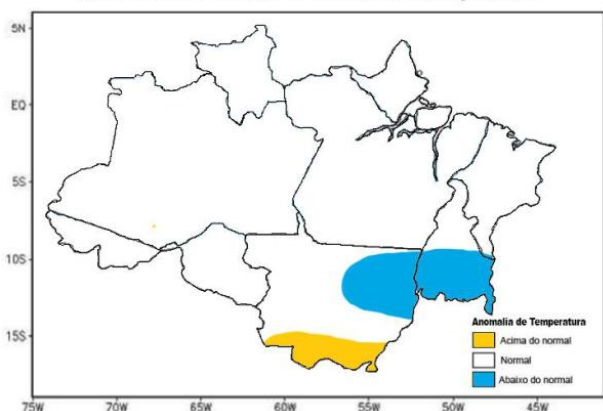 5N
EQ
5S
10S
15S
75W 70W 65W 60W 55W 50W 45W
Anomalia de Temperatura
Acima do normal
Normal
Abaixo do normal